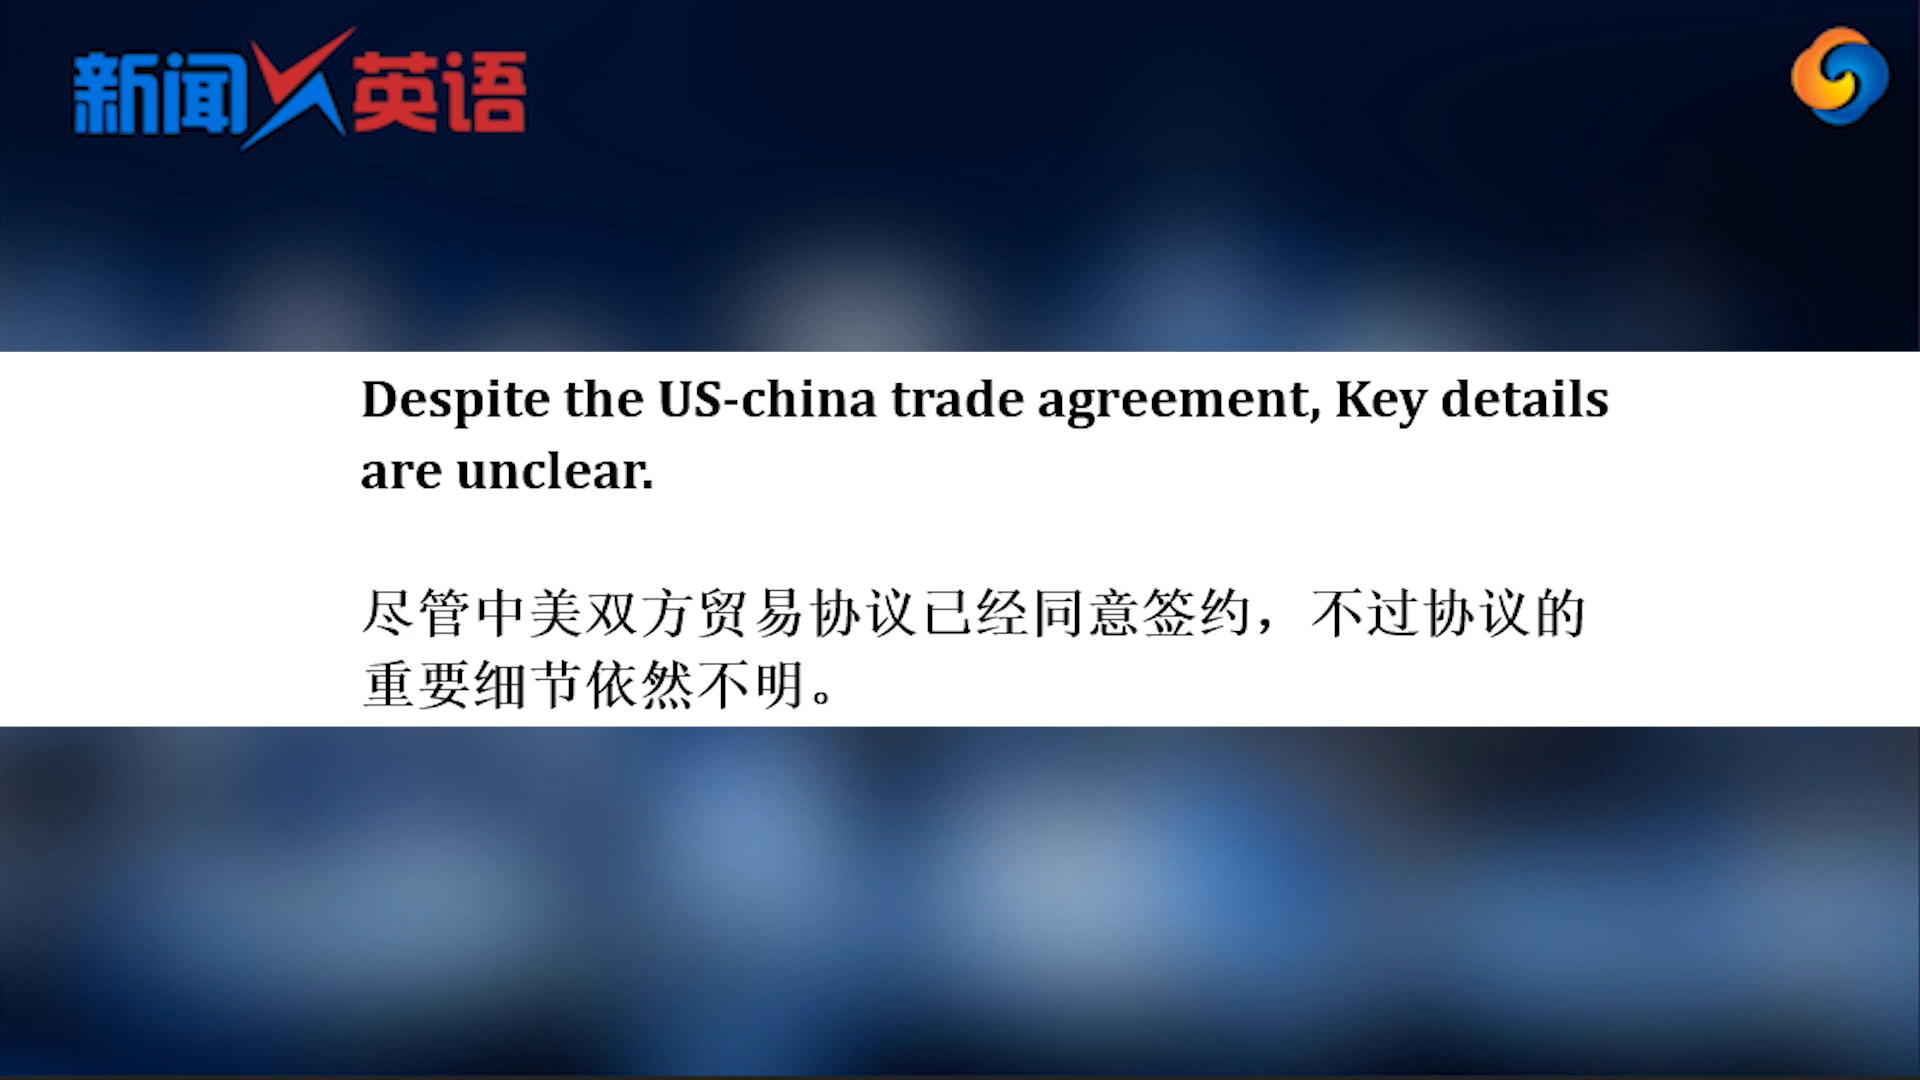 新闻X英语
Despite the US-china trade agreement, Key details
are unclear.
尽管中美双方贸易协议已经同意签约，不过协议的
重要细节依然不明。